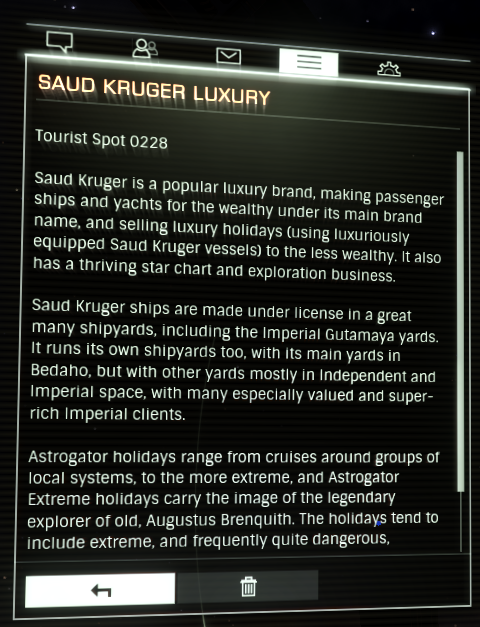 SAUD KRUGER LUXURY
Tourist Spot 0228
Saud Kruger is a popular luxury brand, making passenger
ships and yachts for the wealthy under its main brand
name, and selling luxury holidays (using luxuriously
equipped Saud Kruger vessels) to the less wealthy. It also
has a thriving star chart and exploration business.
Saud Kruger ships are made under license in a great
many shipyards, including the Imperial Gutamaya yards.
It runs its own shipyards too, with its main yards in
Bedaho, but with other yards mostly in Independent and
Imperial space, with many especially valued and super-
rich Imperial clients.
Astrogator holidays range from cruises around groups of
local systems, to the more extreme, and Astrogator
Extreme holidays carry the image of the legendary
explorer of old, Augustus Brenquith. The holidays tend to
include extreme, and frequently quite dangerous,